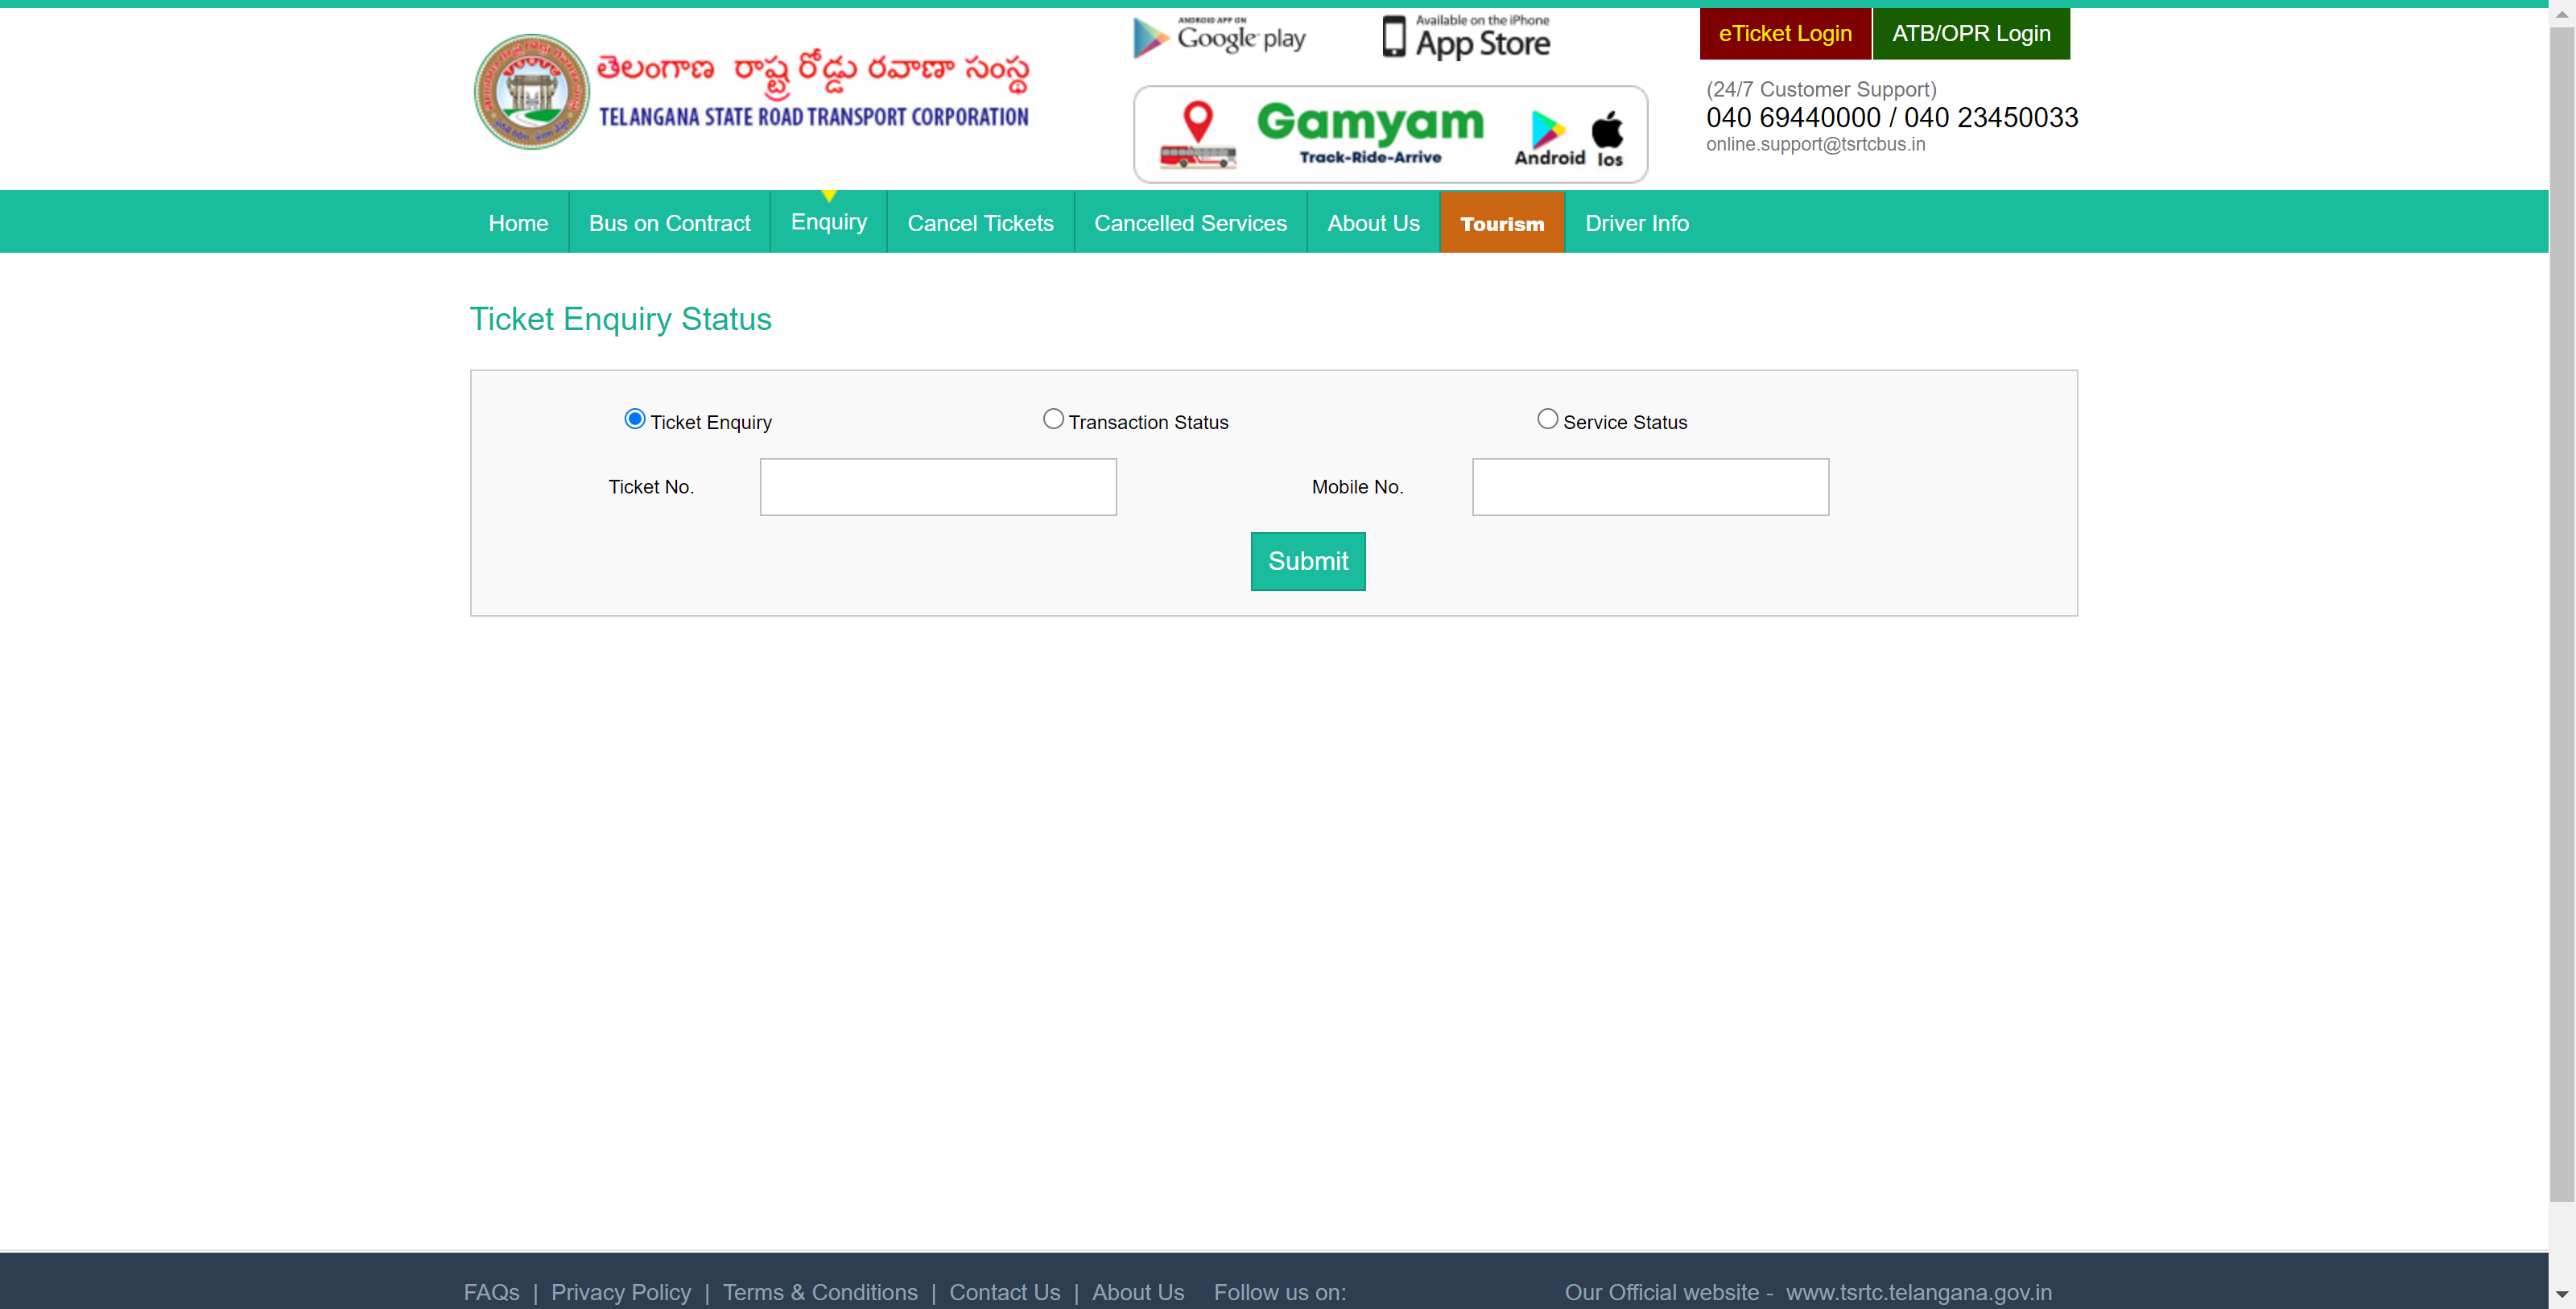 తెలంగాణ రాష్ట్ర రోడ్డు రవాణా సంస్థ
TELANGANA STATE ROAD TRANSPORT CORPORATION
ANDROID APP ON
Google play
Available on the iPhone
App Store
Gamyam
Track-Ride-Arrive
Android Ios
eTicket Login
ATB/OPR Login
(24/7 Customer Support)
040 69440000 / 040 23450033
online.support@tsrtcbus.in
Home
Bus on Contract
Enquiry
Cancel Tickets
Cancelled Services
About Us
Tourism
Driver Info
Ticket Enquiry Status
Ticket Enquiry
Transaction Status
Service Status
Ticket No.
Mobile No.
Submit
FAQs | Privacy Policy | Terms & Conditions | Contact Us | About Us Follow us on:
Our Official website - www.tsrtc.telangana.gov.in